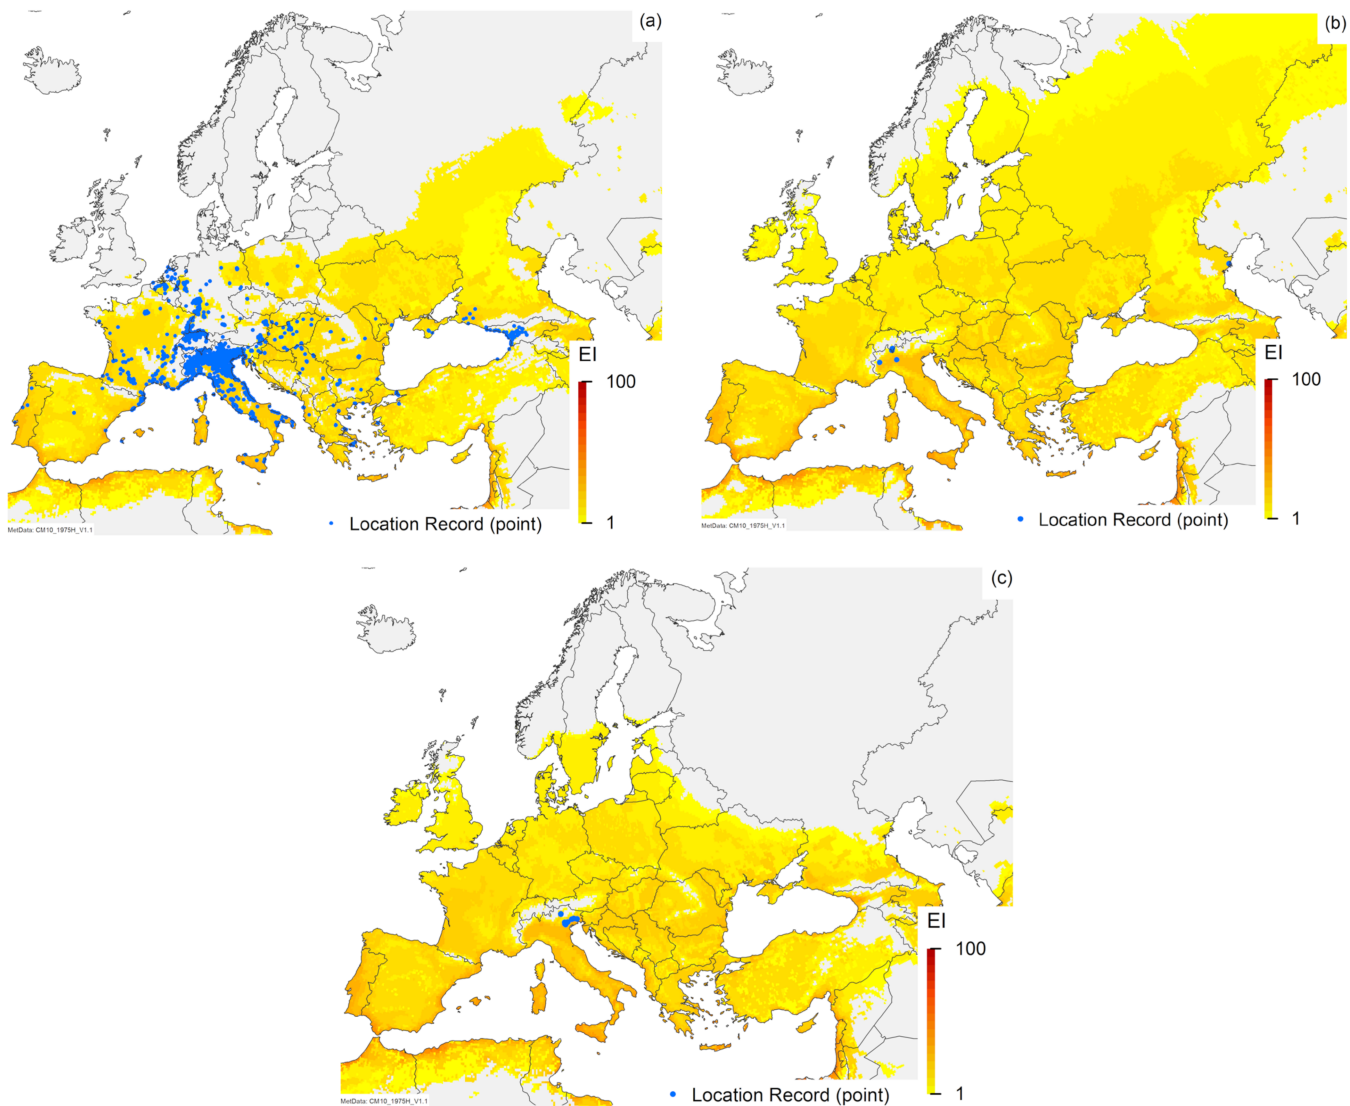 (a)
EI
100
1
Location Record (point)
MetData: CM10_1975H_V1.1
(b)
EI
100
1
Location Record (point)
MetData: CM10_1975H_V1.1
(c)
EI
100
1
Location Record (point)
MetData: CM10_1975H_V1.1